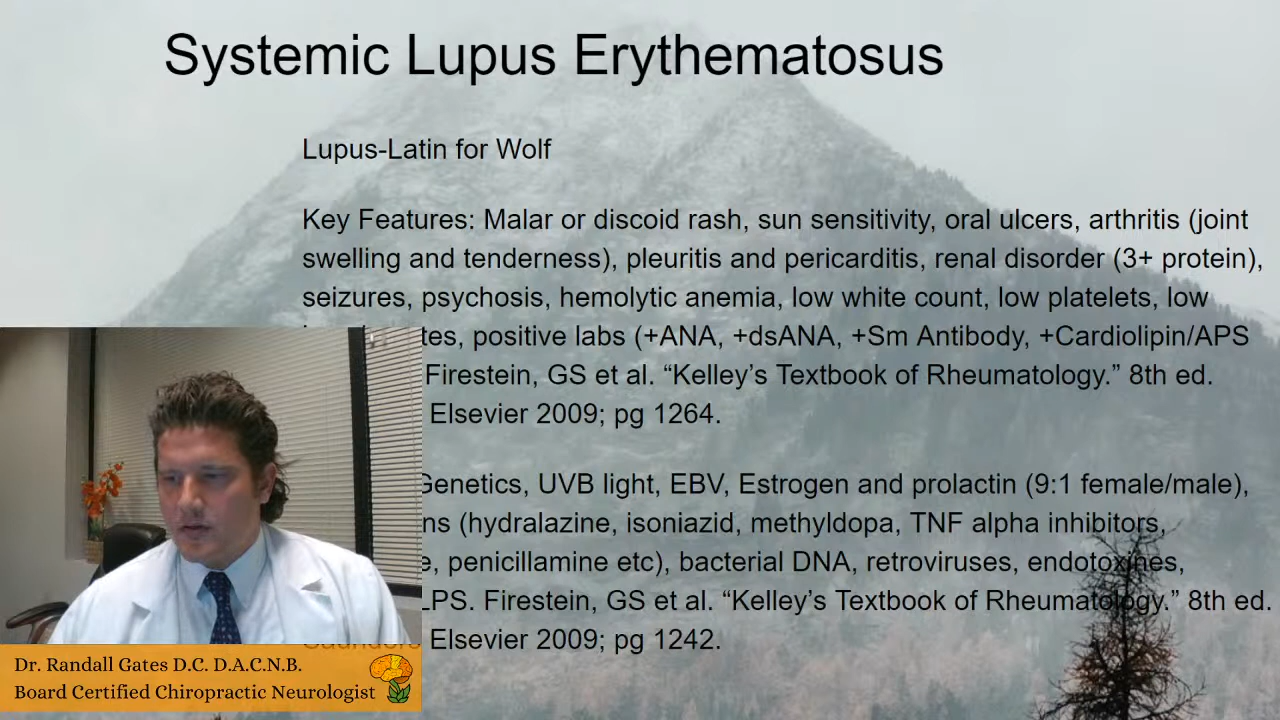 Systemic Lupus Erythematosus
Lupus-Latin for Wolf
Key Features: Malar or discoid rash, sun sensitivity, oral ulcers, arthritis (joint
swelling and tenderness), pleuritis and pericarditis, renal disorder (3+ protein),
seizures, psychosis, hemolytic anemia, low white count, low platelets, low
positive labs (+ANA, +dsANA, +Sm Antibody, +Cardiolipin/APS
Firestein, GS et al. “Kelley’s Textbook of Rheumatology.” 8th ed.
Elsevier 2009; pg 1264.
Genetics, UVB light, EBV, Estrogen and prolactin (9:1 female/male),
(hydralazine, isoniazid, methyldopa, TNF alpha inhibitors,
penicillamine etc), bacterial DNA, retroviruses, endotoxines,
LPS. Firestein, GS et al. “Kelley’s Textbook of Rheumatology.” 8th ed.
Saunders Elsevier 2009; pg 1242.
Dr. Randall Gates D.C. D.A.C.N.B.
Board Certified Chiropractic Neurologist